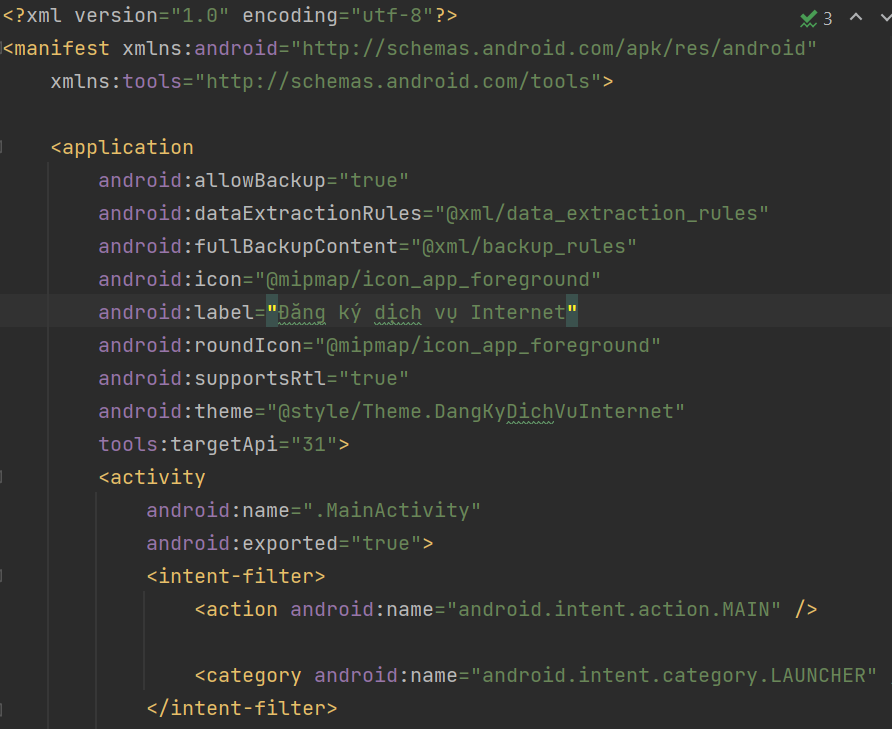 <?xml version="1.0" encoding="utf-8"?>
3
<manifest xmlns:android="http://schemas.android.com/apk/res/android"
xmlns:tools="http://schemas.android.com/tools">
<application
android:allowBackup="true"
android:dataExtractionRules="@xml/data_extraction_rules"
android:fullBackupContent="@xml/backup_rules"
android:icon="@mipmap/icon_app_foreground"
android:label="Đăng ký dịch vụ Internet"
android:roundIcon="@mipmap/icon_app_foreground"
android:supportsRtl="true"
android:theme="@style/Theme.DangKyDichVuInternet"
tools:targetApi="31">
<activity
android:name=".MainActivity"
android:exported="true">
<intent-filter>
<action android:name="android.intent.action.MAIN" />
<category android:name="android.intent.category.LAUNCHER"
</intent-filter>